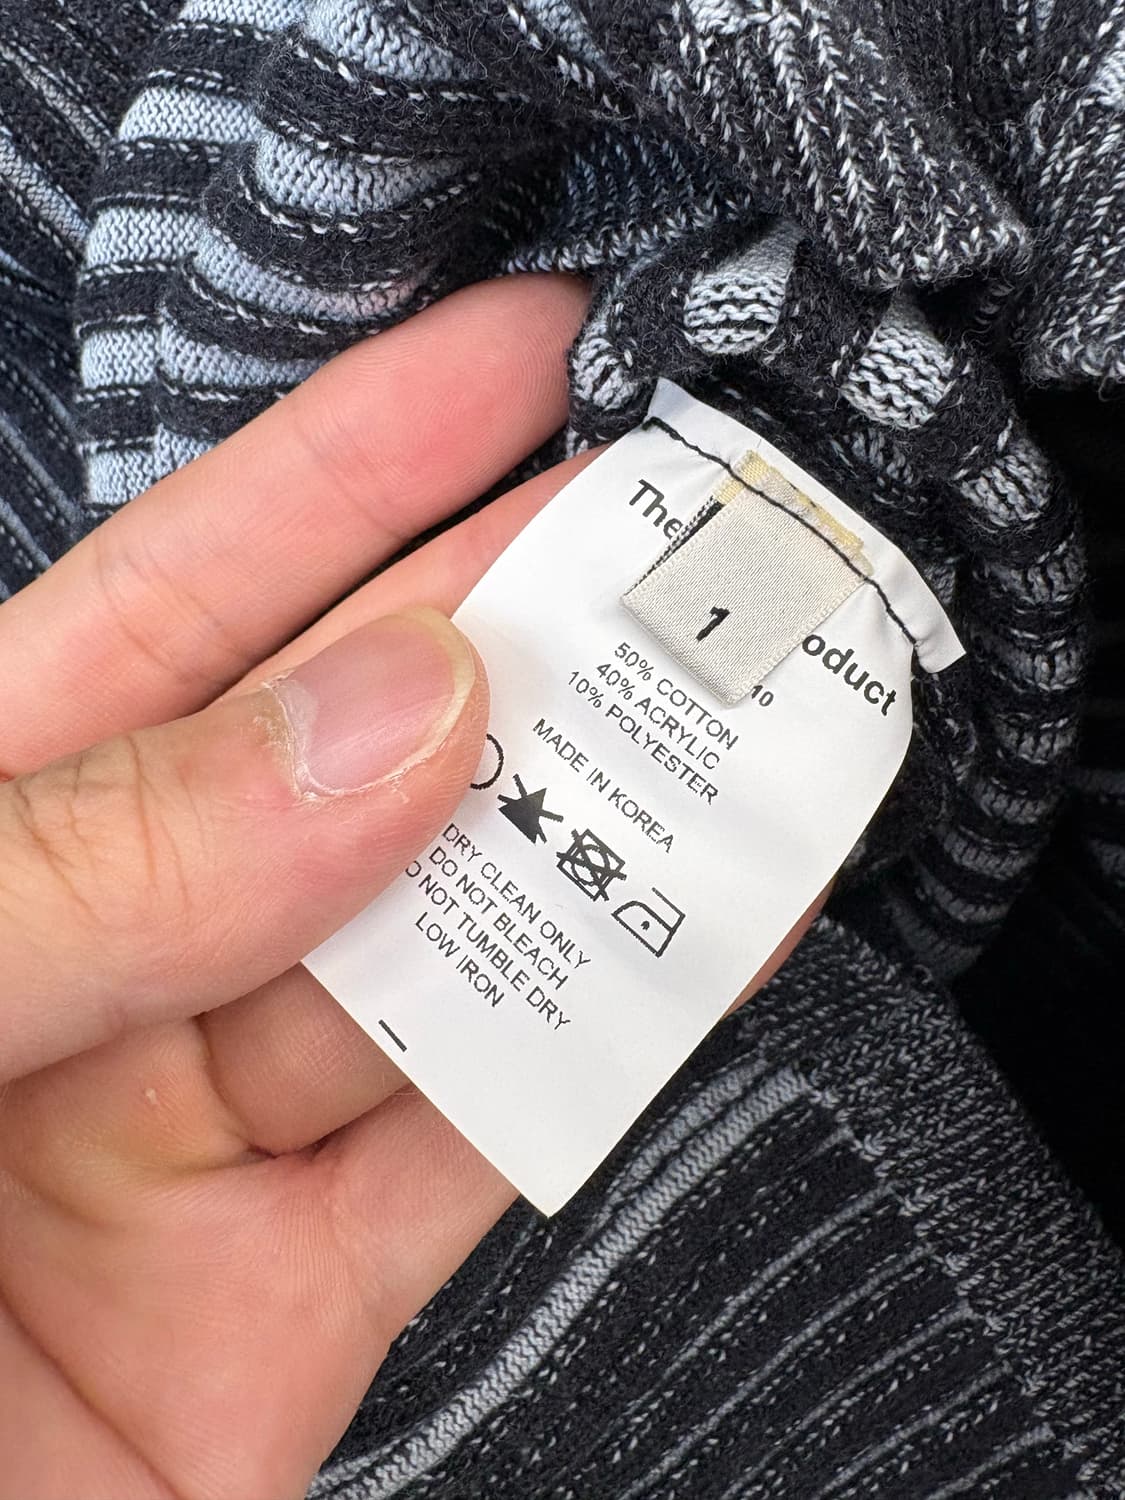 The
oduct
1
10
50% COTTON
40% ACRYLIC
10% POLYESTER
MADE IN KOREA
DRY CLEAN ONLY
DO NOT BLEACH
O NOT TUMBLE DRY
LOW IRON